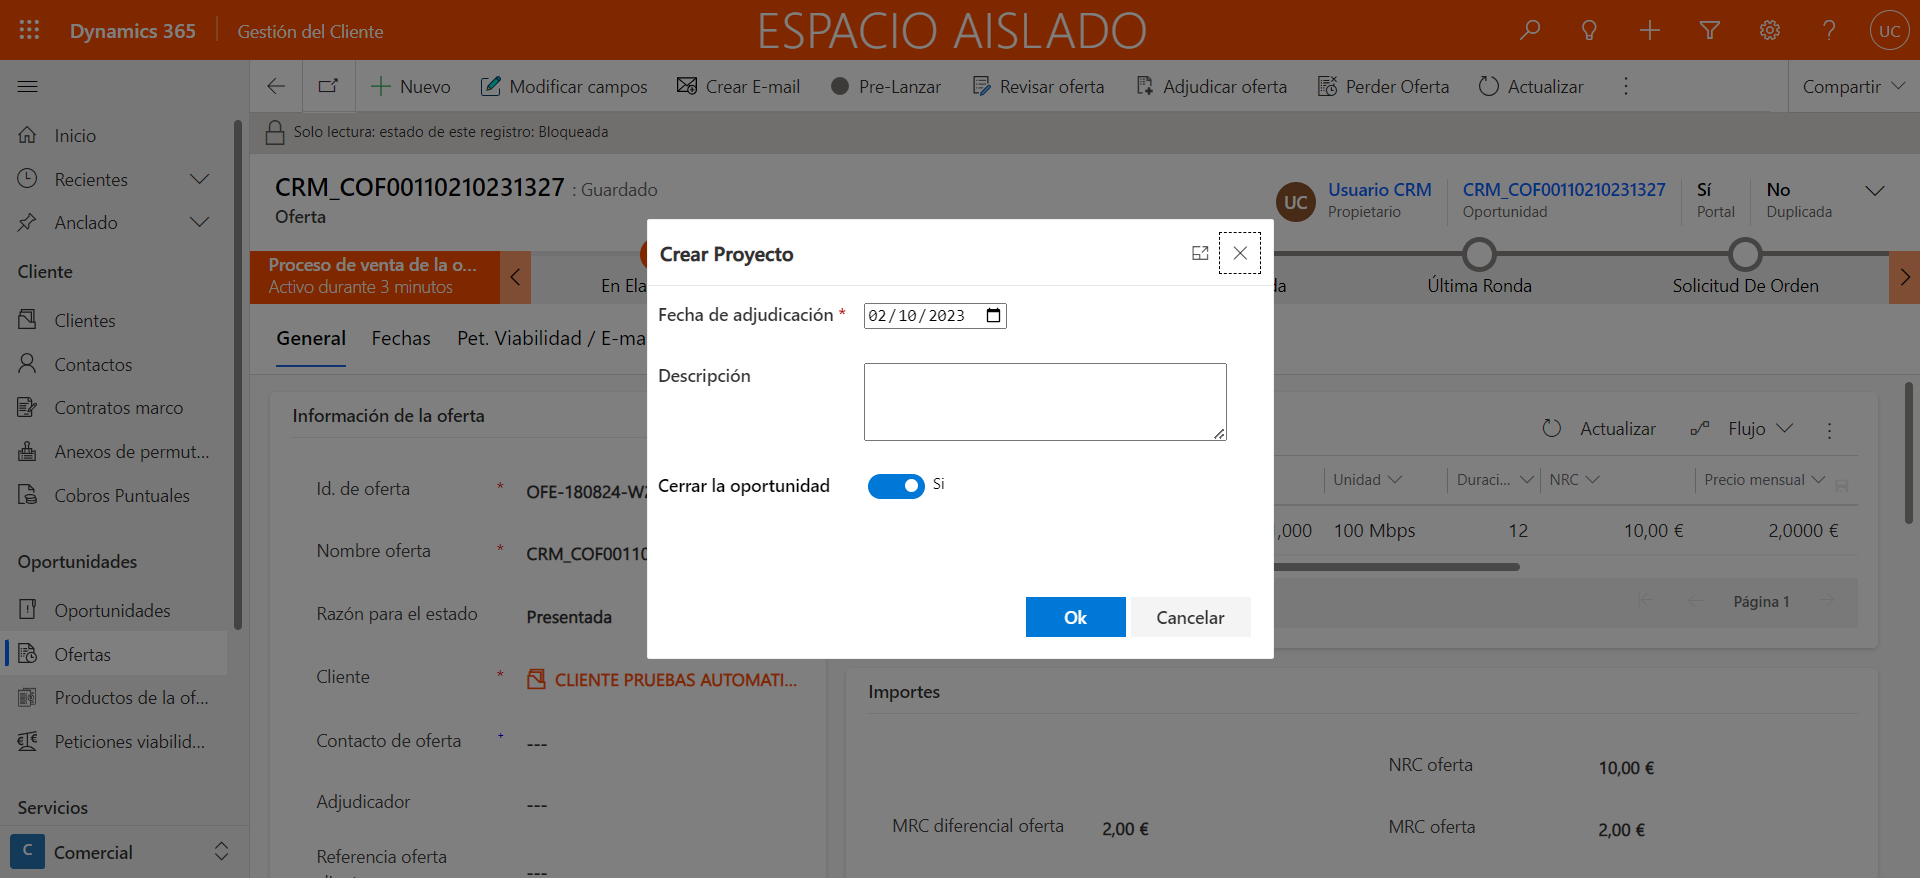 Dynamics 365
Gestión del Cliente
ESPACIO AISLADO
UC
Nuevo
Modificar campos
Crear E-mail
Pre-Lanzar
Revisar oferta
Adjudicar oferta
Perder Oferta
Actualizar
Compartir
Solo lectura: estado de este registro: Bloqueada
Inicio
Recientes
Anclado
Cliente
Clientes
Contactos
Contratos marco
Anexos de permut...
Cobros Puntuales
Oportunidades
Oportunidades
Ofertas
Productos de la of...
Peticiones viabilid...
Servicios
C
Comercial
CRM_COF00110210231327 : Guardado
Oferta
UC
Usuario CRM
Propietario
CRM_COF00110210231327
Oportunidad
Sí
Portal
No
Duplicada
Proceso de venta de la o...
Activo durante 3 minutos
En Ela
da
Última Ronda
Solicitud De Orden
General
Fechas
Pet. Viabilidad / E-ma
Crear Proyecto
Fecha de adjudicación *
02/10/2023
Descripción
Cerrar la oportunidad
Si
Ok
Cancelar
Información de la oferta
Id. de oferta *
OFE-180824-W
Nombre oferta *
CRM_COF00110
Razón para el estado
Presentada
Cliente *
CLIENTE PRUEBAS AUTOMATI...
Contacto de oferta +
---
Adjudicador
---
Referencia oferta
---
Actualizar
Flujo
Unidad
Duraci...
NRC
Precio mensual
,000
100 Mbps
12
10,00 €
2,0000 €
Página 1
Importes
NRC oferta
10,00 €
MRC diferencial oferta
2,00 €
MRC oferta
2,00 €